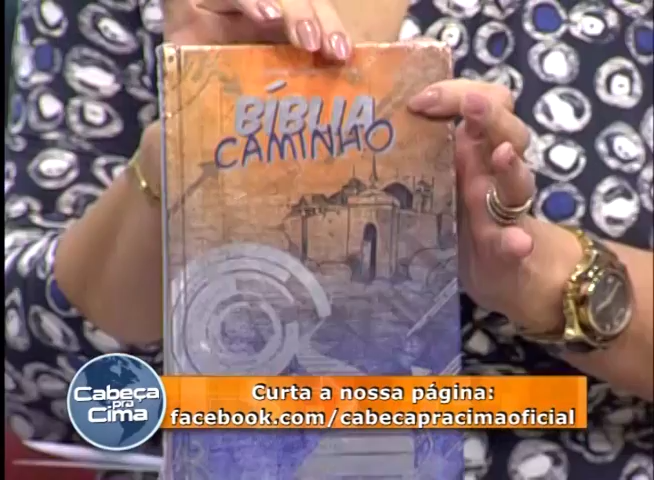 BÍBLIA
CAMINHO
Curta a nossa página:
facebook.com/cabecapracimaoficial
Cabeça
pra
Cima